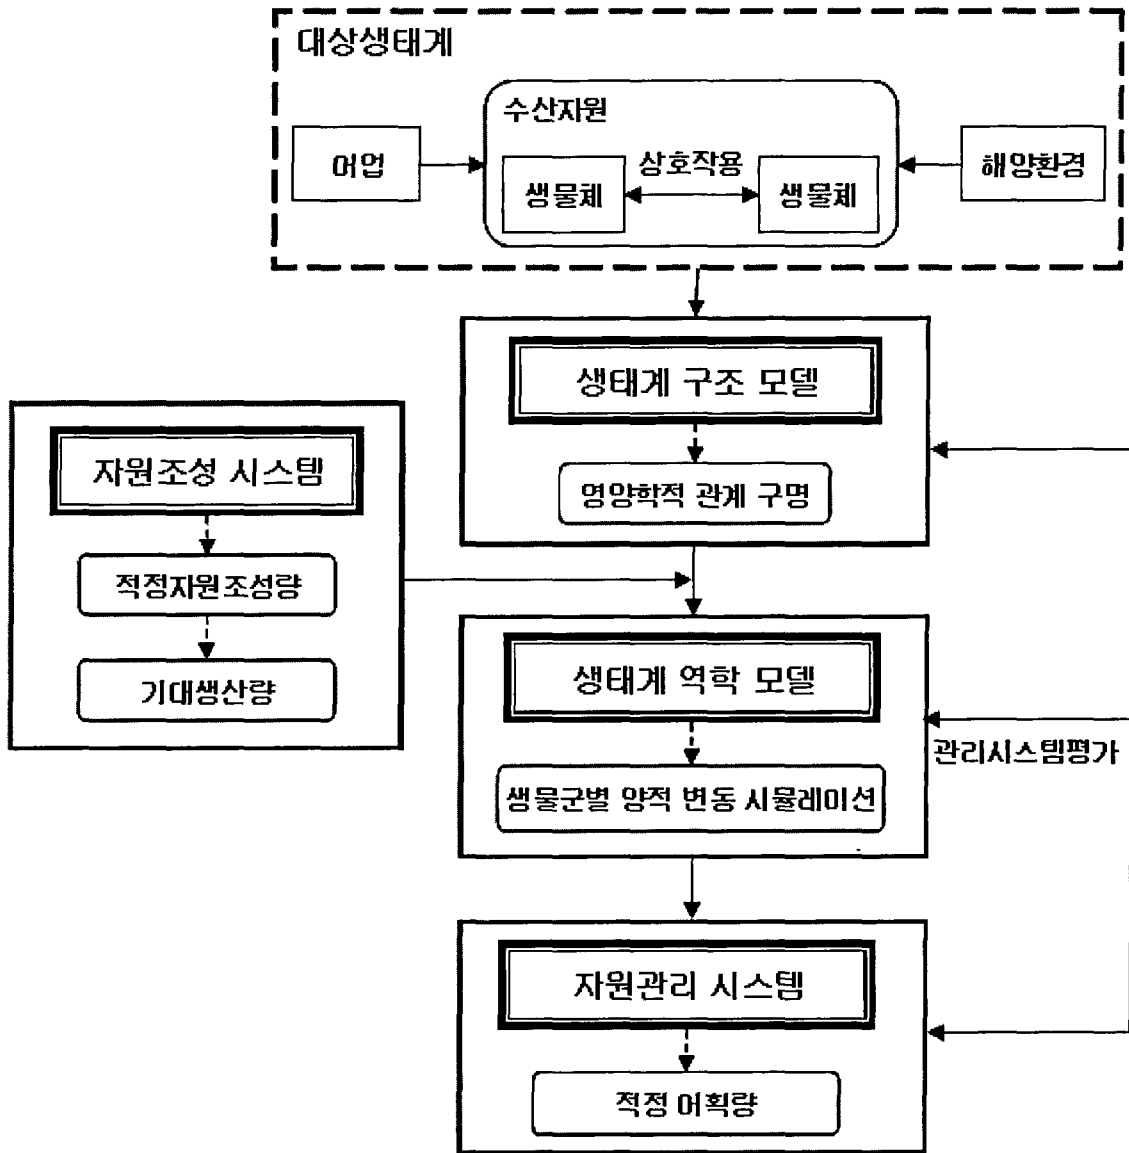 대상생태계
수산자원
어업
상호작용
해양환경
생물체
생물체
생태계 구조 모델
영양학적 관계 구명
자원조성 시스템
적정자원조성량
기대생산량
생태계 역학 모델
관리시스템평가
생물군별 양적 변동 시뮬레이션
자원관리 시스템
적정 어획량